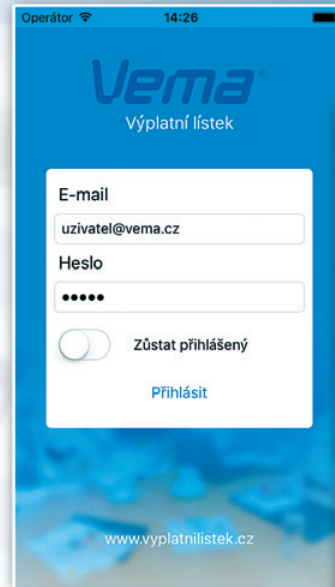 Operátor 14:26
Vema®
Výplatní lístek
E-mail
uzivatel@vema.cz
Heslo
•••••
Zůstat přihlášený
Přihlásit
www.vyplatnilistek.cz